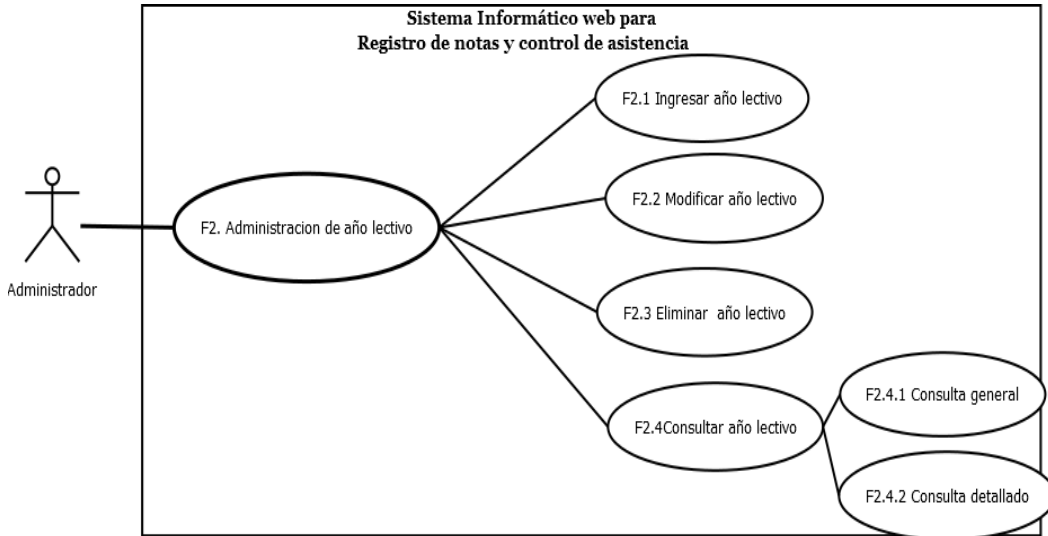 Sistema Informático web para
Registro de notas y control de asistencia
F2.1 Ingresar año lectivo
F2.2 Modificar año lectivo
F2. Administracion de año lectivo
Administrador
F2.3 Eliminar año lectivo
F2.4Consultar año lectivo
F2.4.1 Consulta general
F2.4.2 Consulta detallado